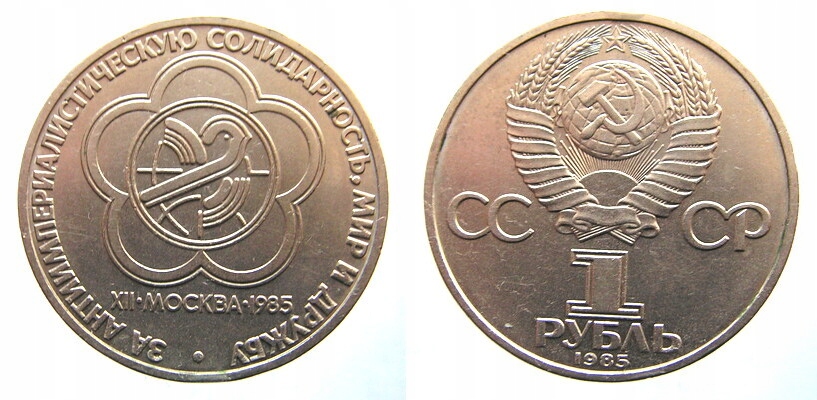 ЗА АНТИИМПЕРИАЛИСТИЧЕСКУЮ СОЛИДАРНОСТЬ, МИР И ДРУЖБУ •
XII•МОСКВА•1985
СС СР
1
РУБЛЬ
1985